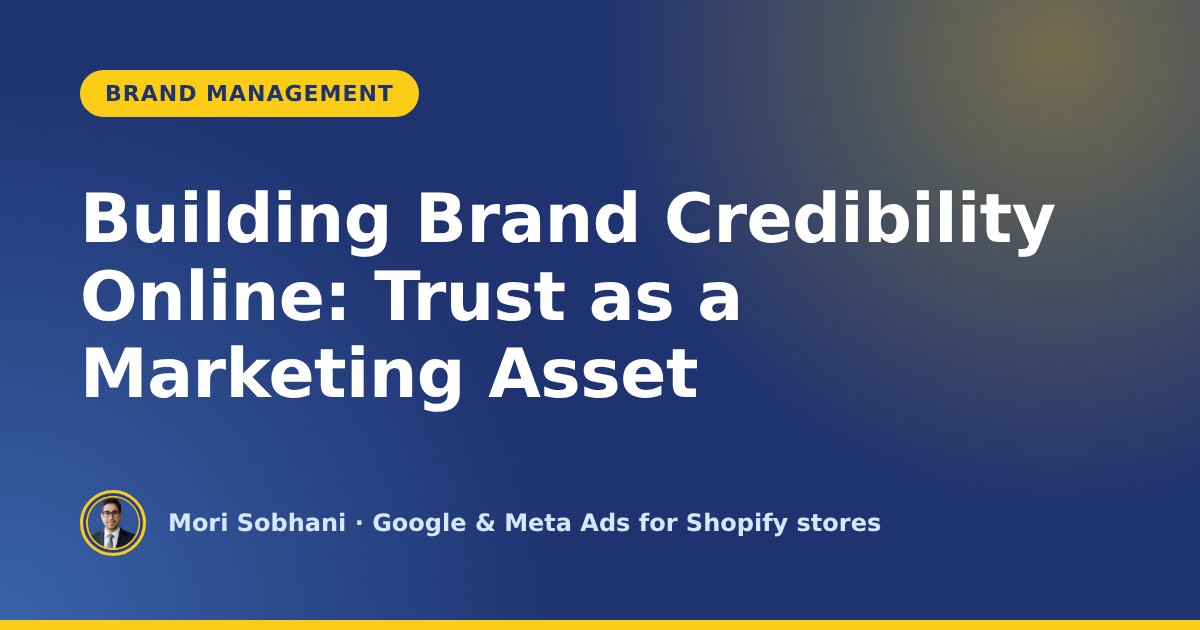 BRAND MANAGEMENT
Building Brand Credibility
Online: Trust as a
Marketing Asset
Mori Sobhani · Google & Meta Ads for Shopify stores